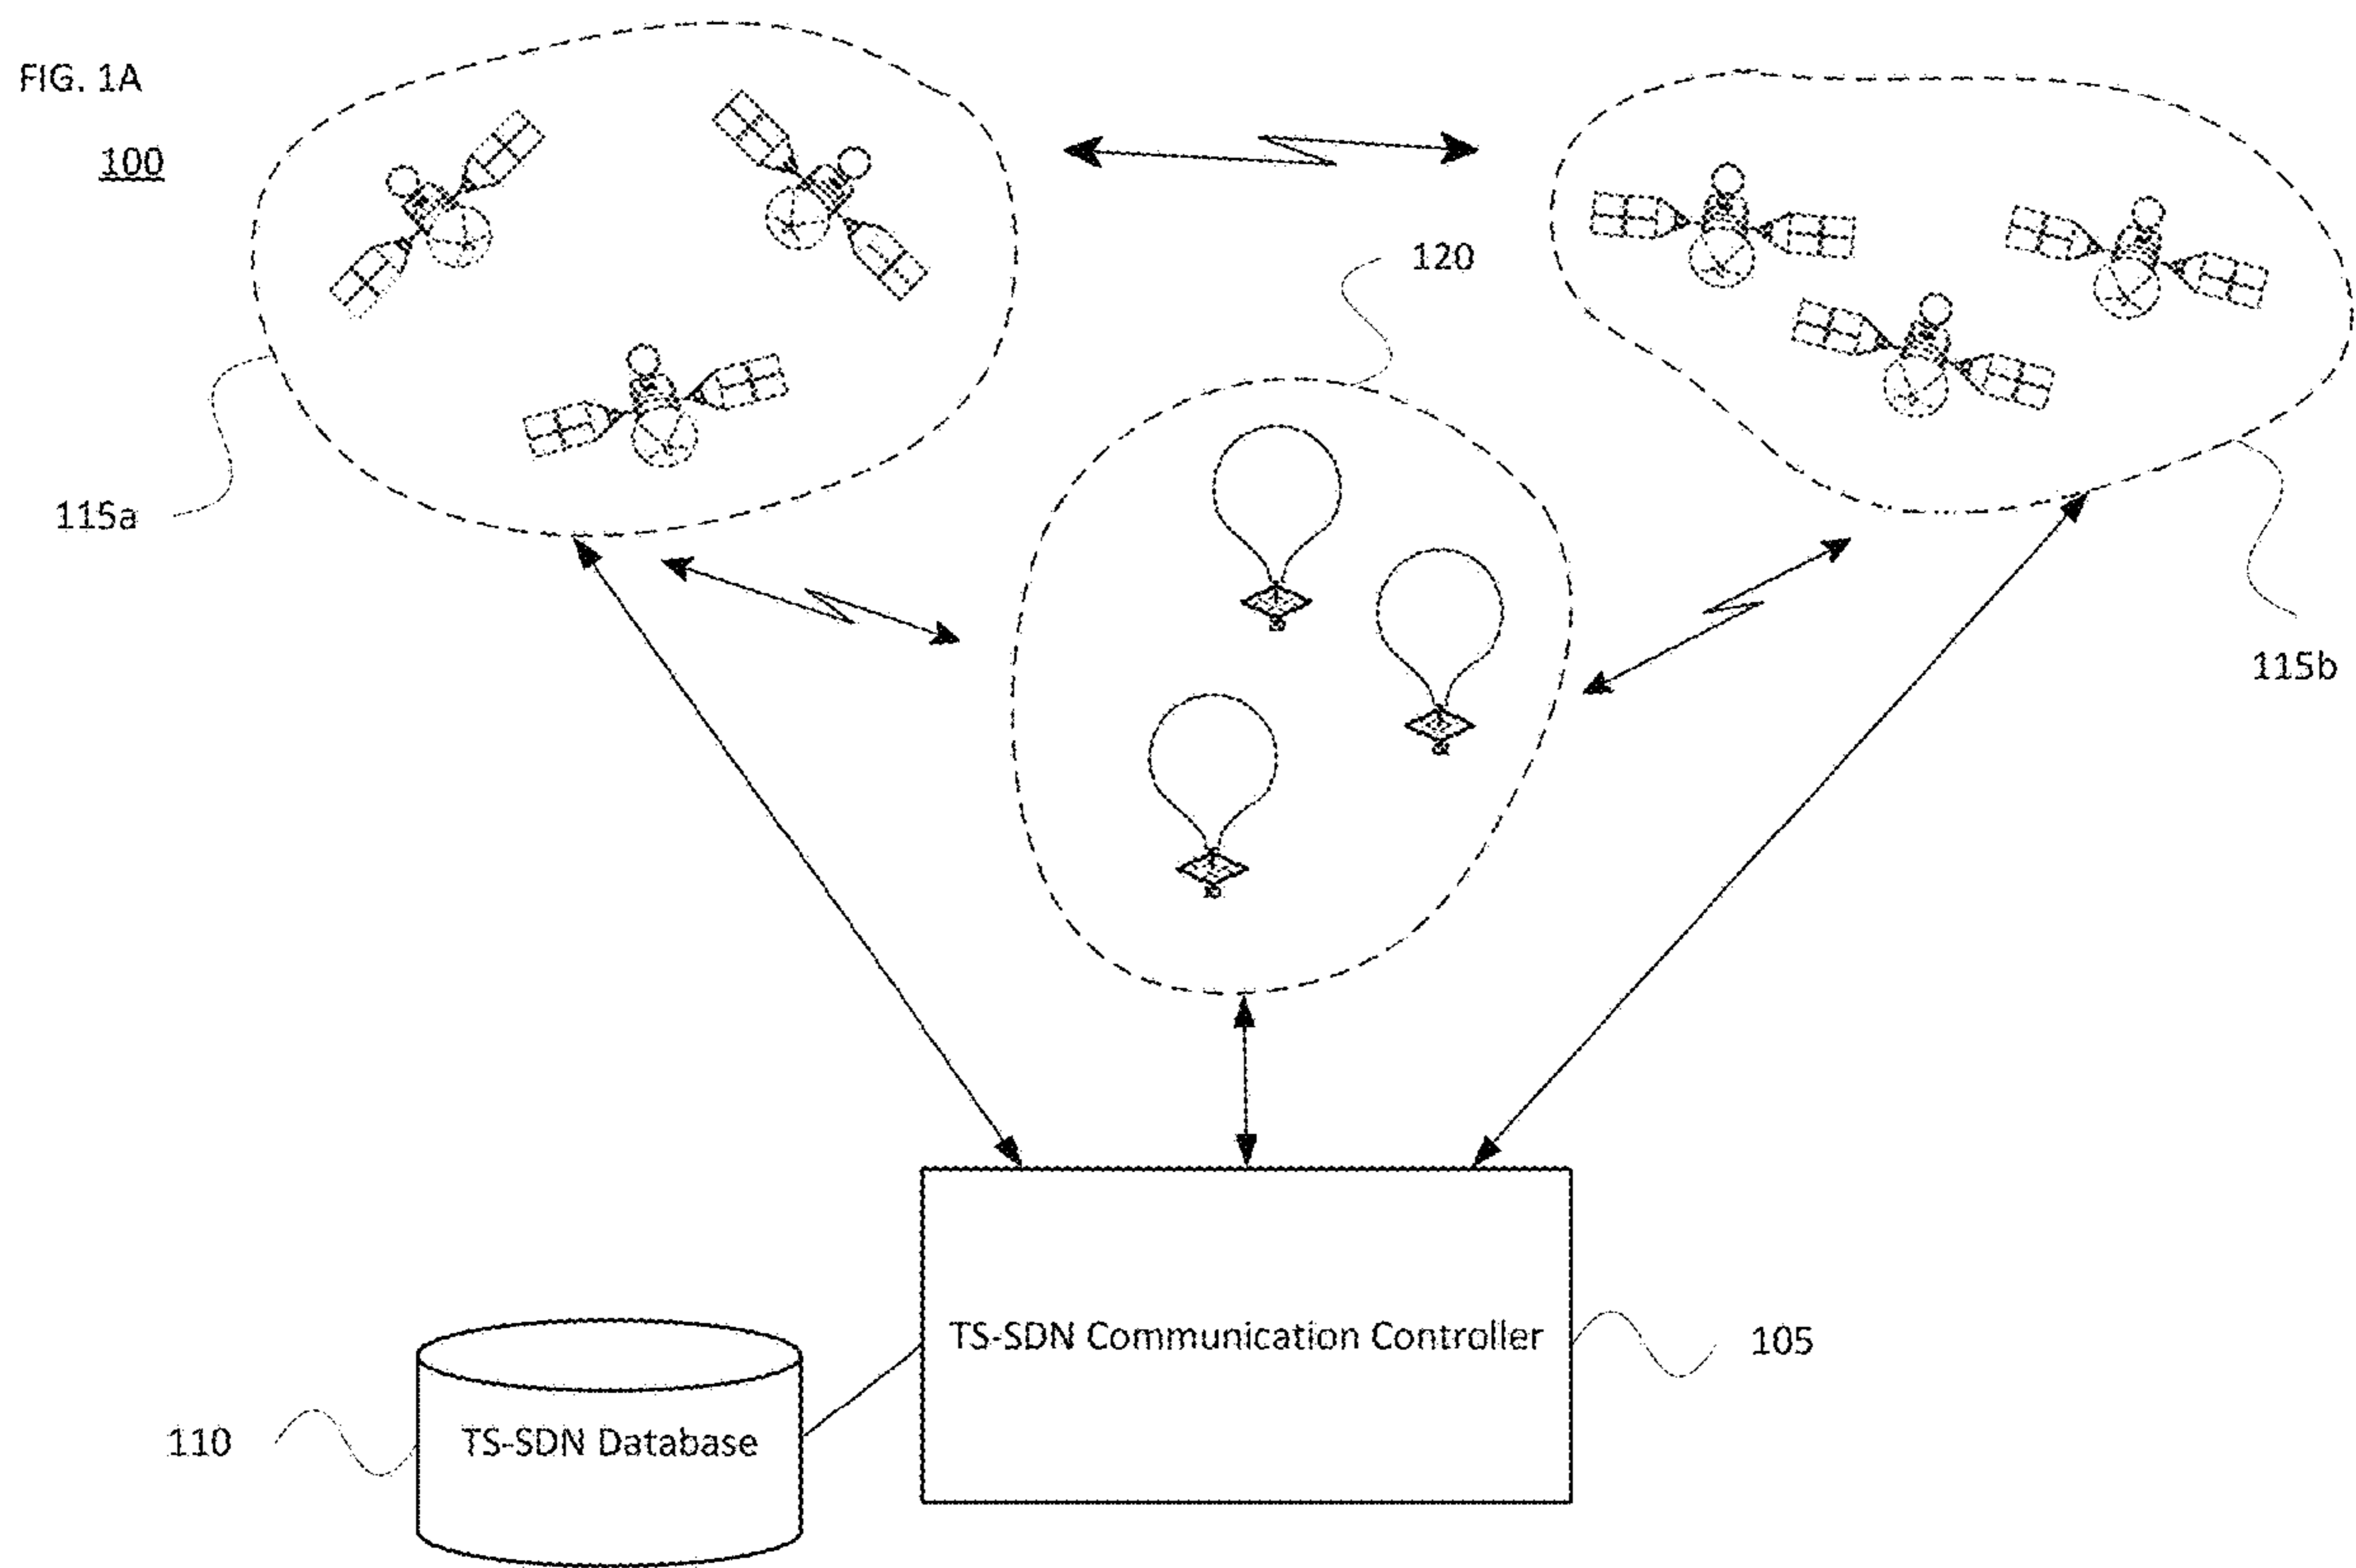 FIG. 1A
100
120
115a
115b
TS-SDN Communication Controller
105
110
TS-SDN Database